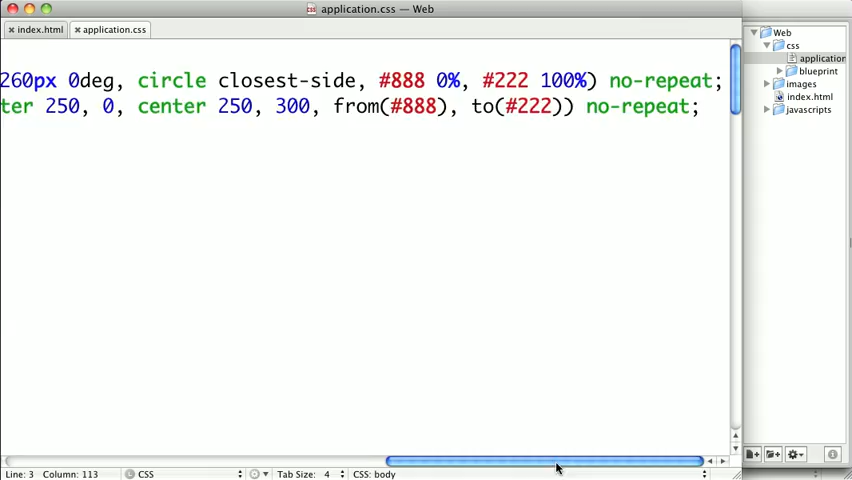 application.css — Web
index.html
application.css
260px 0deg, circle closest-side, #888 0%, #222 100%) no-repeat;
ter 250, 0, center 250, 300, from(#888), to(#222)) no-repeat;
Web
css
application
blueprint
images
index.html
javascripts
Line: 3 Column: 113 CSS Tab Size: 4 CSS: body